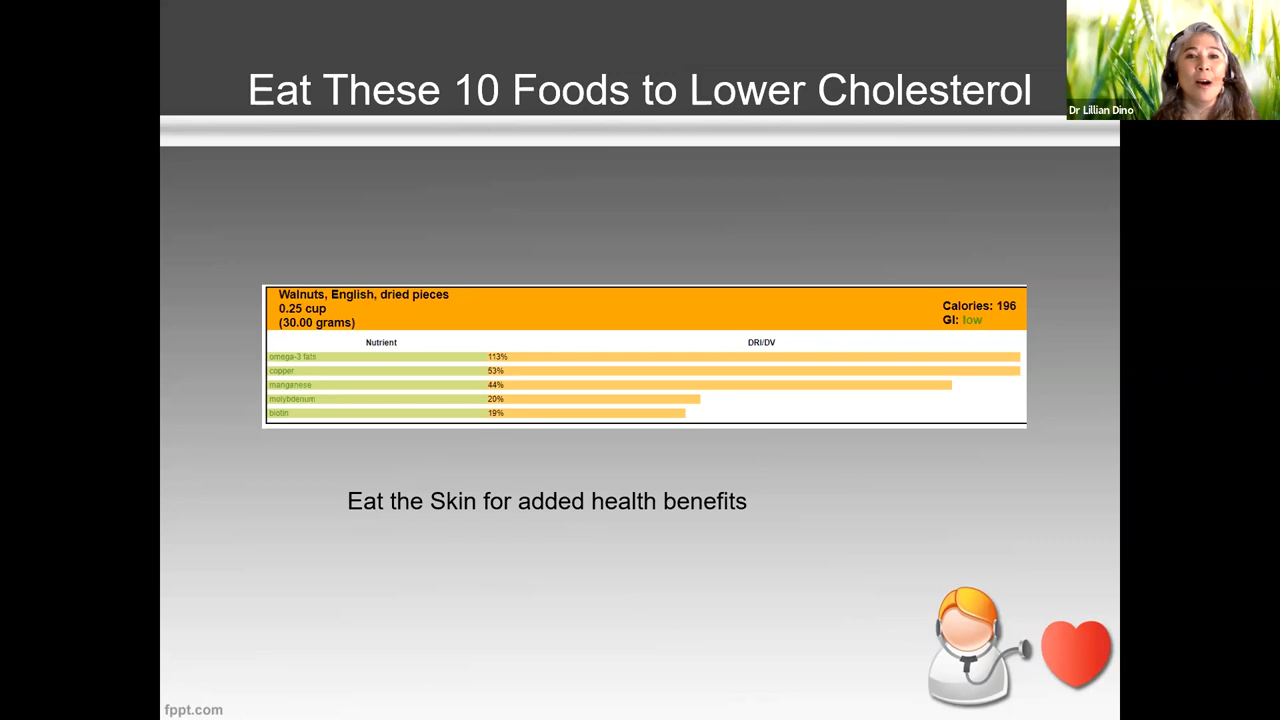 Eat These 10 Foods to Lower Cholesterol
Dr Lillian Dino
Walnuts, English, dried pieces
0.25 cup
(30.00 grams)
Calories: 196
GI: low
Nutrient DRI/DV
omega-3 fats 113%
copper 53%
manganese 44%
molybdenum 20%
biotin 19%
Eat the Skin for added health benefits
fppt.com